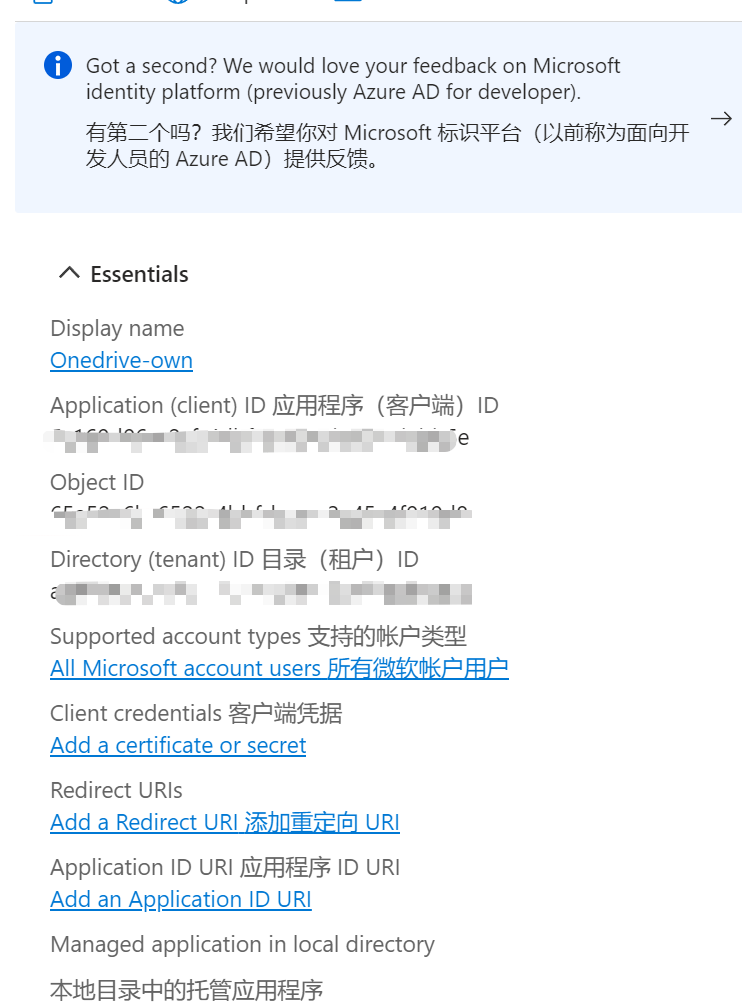 Got a second? We would love your feedback on Microsoft
identity platform (previously Azure AD for developer).
有第二个吗？我们希望你对 Microsoft 标识平台（以前称为面向开
发人员的 Azure AD）提供反馈。
Essentials
Display name
Onedrive-own
Application (client) ID 应用程序（客户端）ID
Object ID
Directory (tenant) ID 目录（租户）ID
Supported account types 支持的帐户类型
All Microsoft account users 所有微软帐户用户
Client credentials 客户端凭据
Add a certificate or secret
Redirect URIs
Add a Redirect URI 添加重定向 URI
Application ID URI 应用程序 ID URI
Add an Application ID URI
Managed application in local directory
本地目录中的托管应用程序